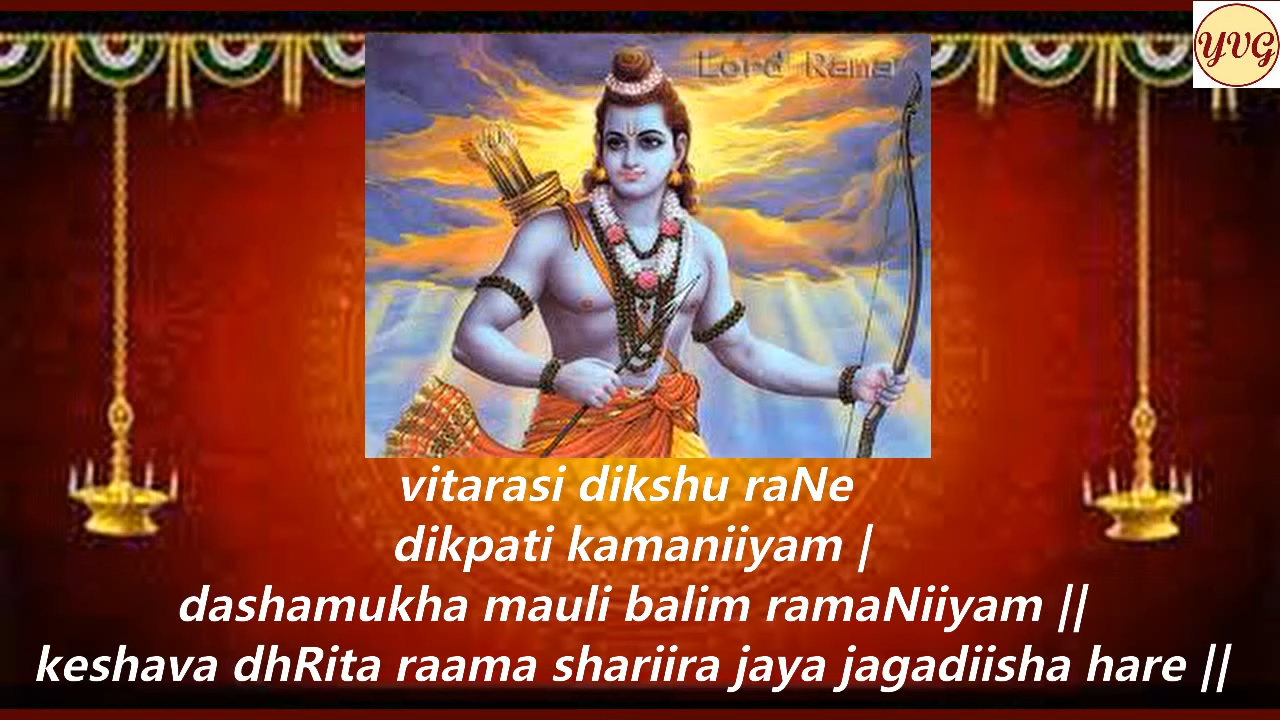 YVG
Lord Rama
vitarasi dikshu raNe
dikpati kamaniiyam |
dashamukha mauli balim ramaNiiyam ||
keshava dhRita raama shariira jaya jagadiisha hare ||